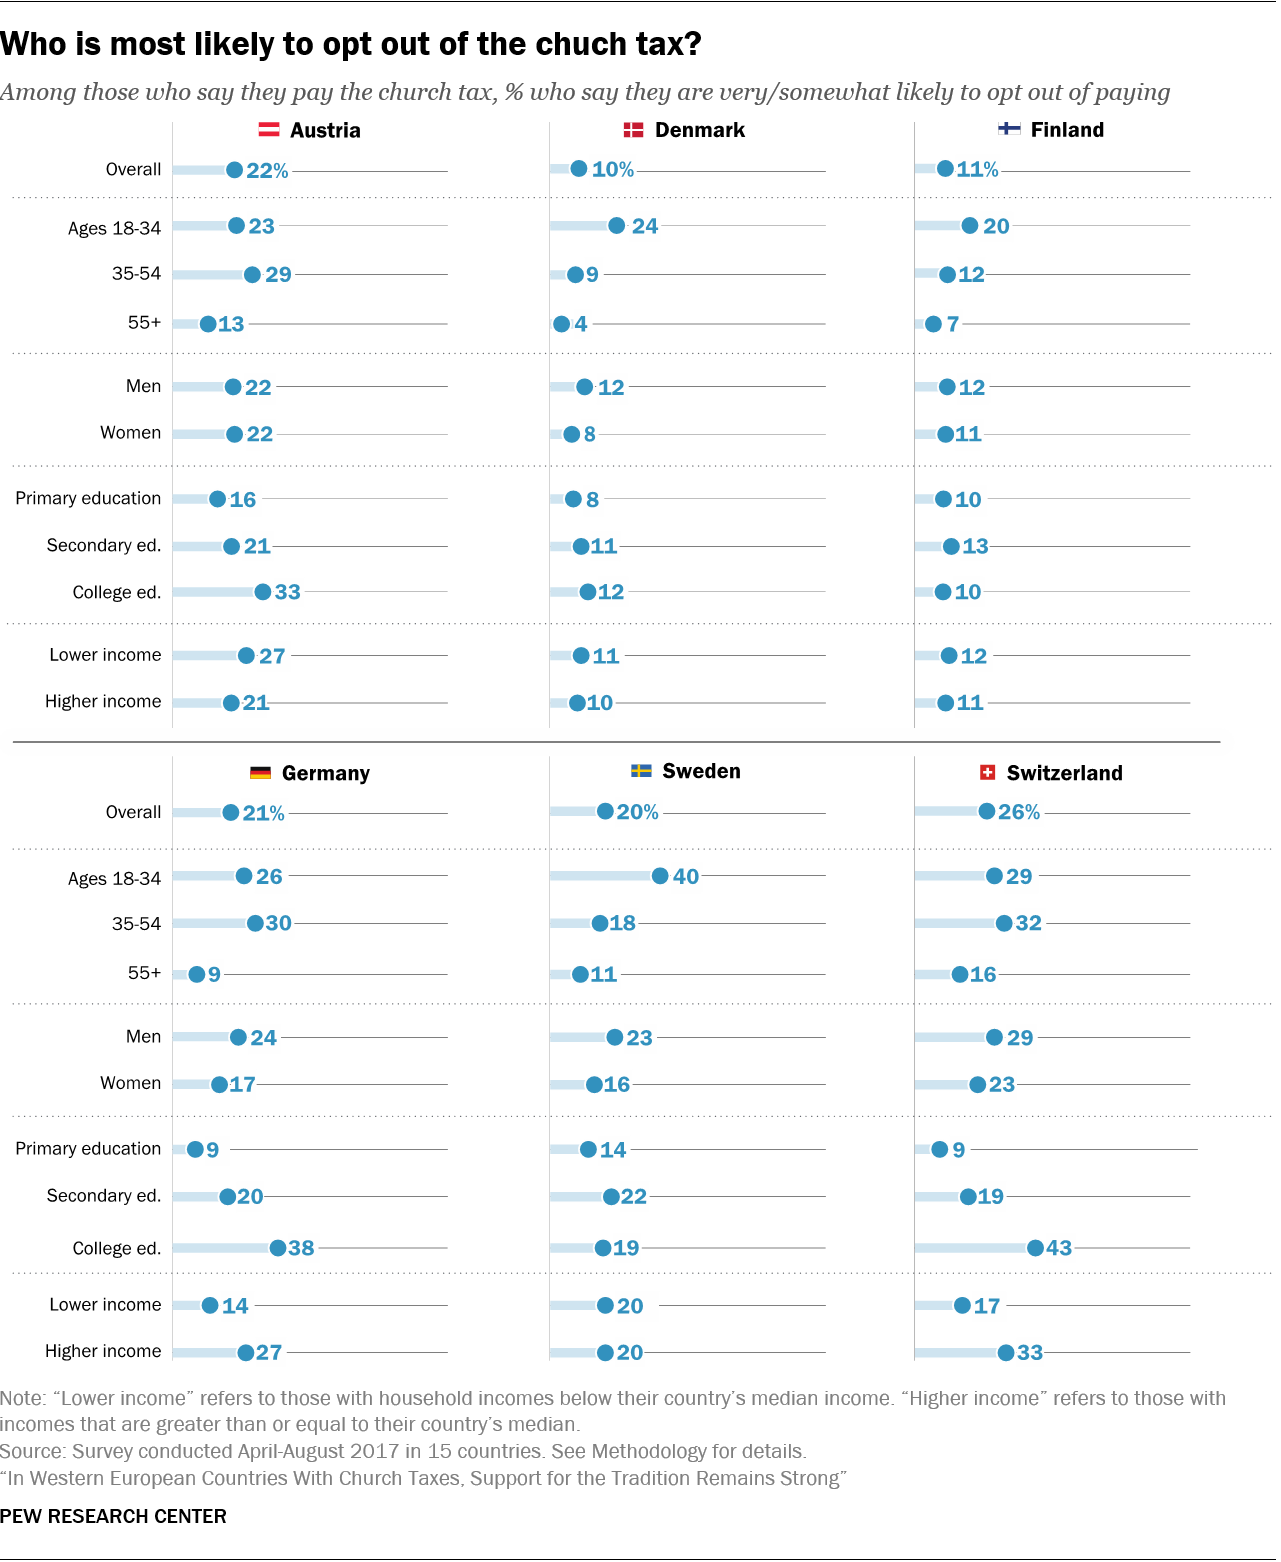 Who is most likely to opt out of the chuch tax?
Among those who say they pay the church tax, % who say they are very/somewhat likely to opt out of paying
Austria Denmark Finland
Overall 22% 10% 11%
Ages 18-34 23 24 20
35-54 29 9 12
55+ 13 4 7
Men 22 12 12
Women 22 8 11
Primary education 16 8 10
Secondary ed. 21 11 13
College ed. 33 12 10
Lower income 27 11 12
Higher income 21 10 11
Germany Sweden Switzerland
Overall 21% 20% 26%
Ages 18-34 26 40 29
35-54 30 18 32
55+ 9 11 16
Men 24 23 29
Women 17 16 23
Primary education 9 14 9
Secondary ed. 20 22 19
College ed. 38 19 43
Lower income 14 20 17
Higher income 27 20 33
Note: “Lower income” refers to those with household incomes below their country’s median income. “Higher income” refers to those with
incomes that are greater than or equal to their country’s median.
Source: Survey conducted April-August 2017 in 15 countries. See Methodology for details.
“In Western European Countries With Church Taxes, Support for the Tradition Remains Strong”
PEW RESEARCH CENTER